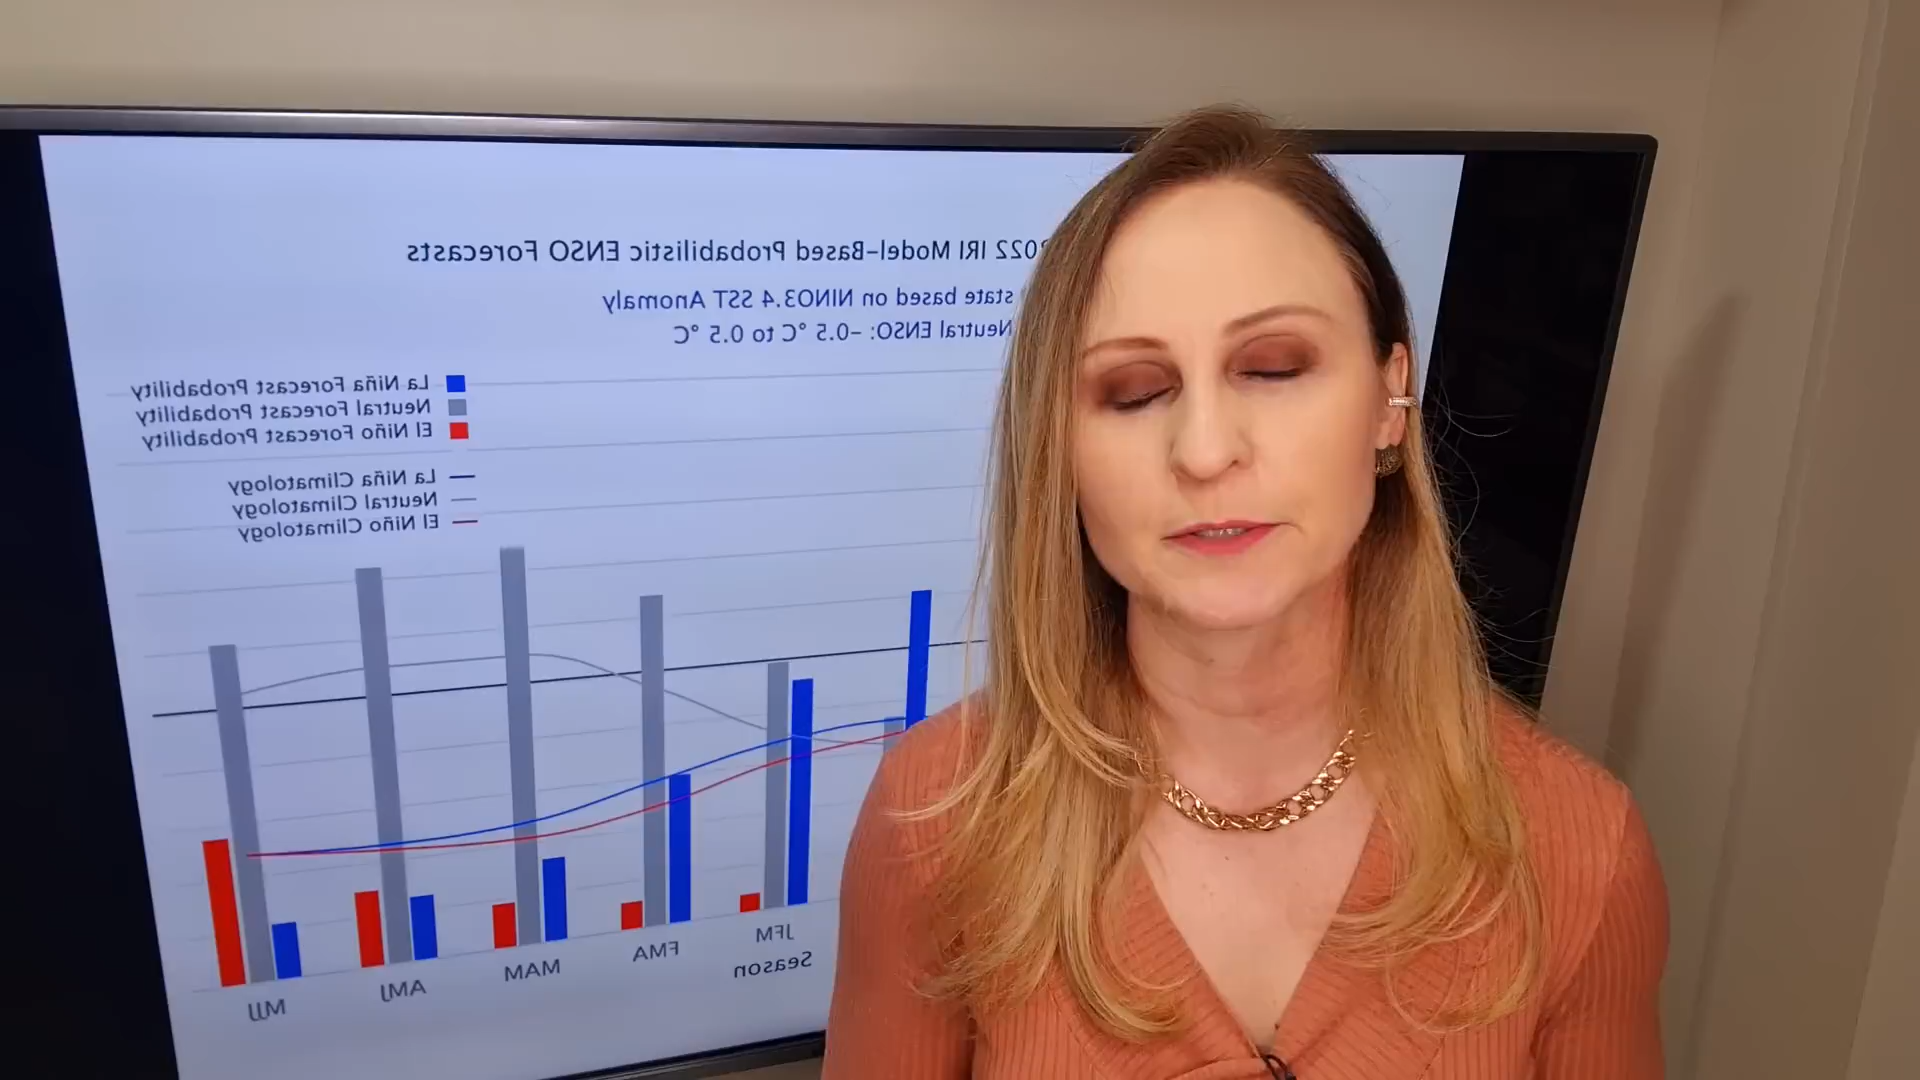 2022 IRI Model-Based Probabilistic ENSO Forecasts
state based on NINO3.4 SST Anomaly
Neutral ENSO: -0.5 °C to 0.5 °C
La Niña Forecast Probability
Neutral Forecast Probability
El Niño Forecast Probability
La Niña Climatology
Neutral Climatology
El Niño Climatology
JFM FMA MAM AMJ MJJ
Season